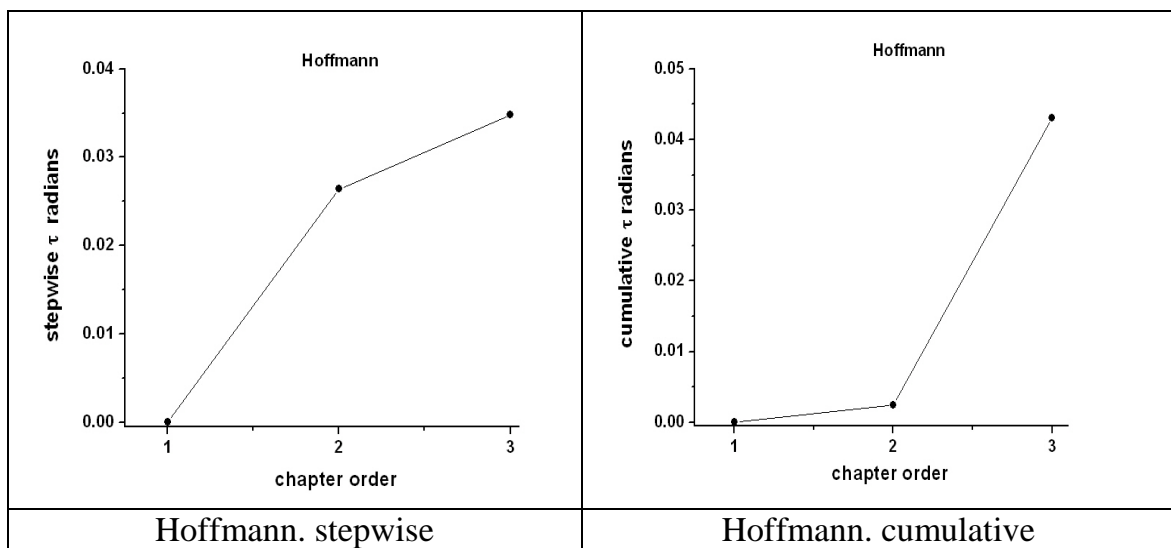 Hoffmann
0.04
0.03
0.02
0.01
0.00
stepwise τ radians
1 2 3
chapter order
Hoffmann
0.05
0.04
0.03
0.02
0.01
0.00
cumulative τ radians
1 2 3
chapter order
Hoffmann. stepwise
Hoffmann. cumulative